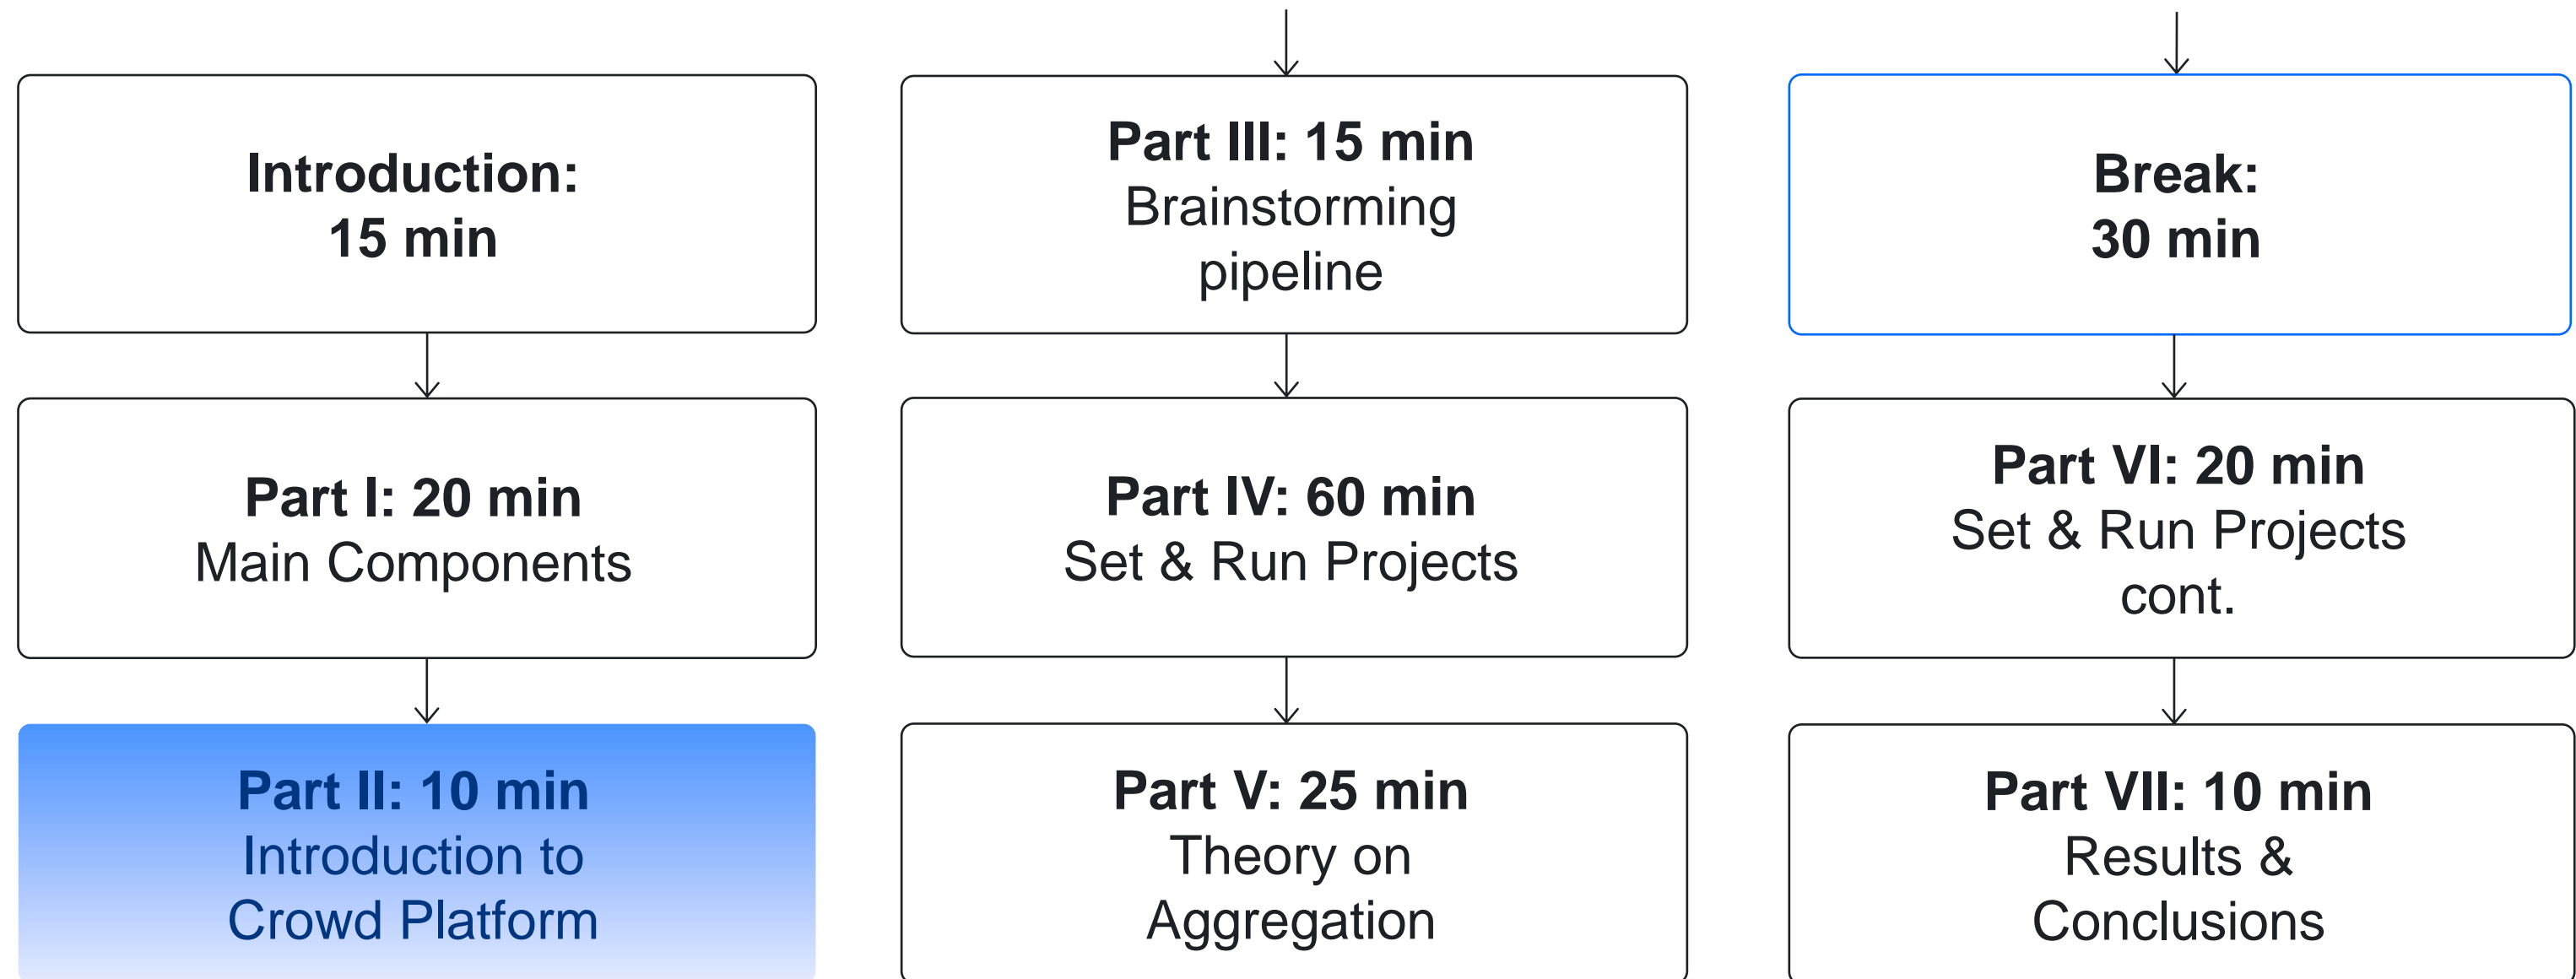 Introduction:
15 min
Part I: 20 min
Main Components
Part II: 10 min
Introduction to
Crowd Platform
Part III: 15 min
Brainstorming
pipeline
Part IV: 60 min
Set & Run Projects
Part V: 25 min
Theory on
Aggregation
Break:
30 min
Part VI: 20 min
Set & Run Projects
cont.
Part VII: 10 min
Results &
Conclusions